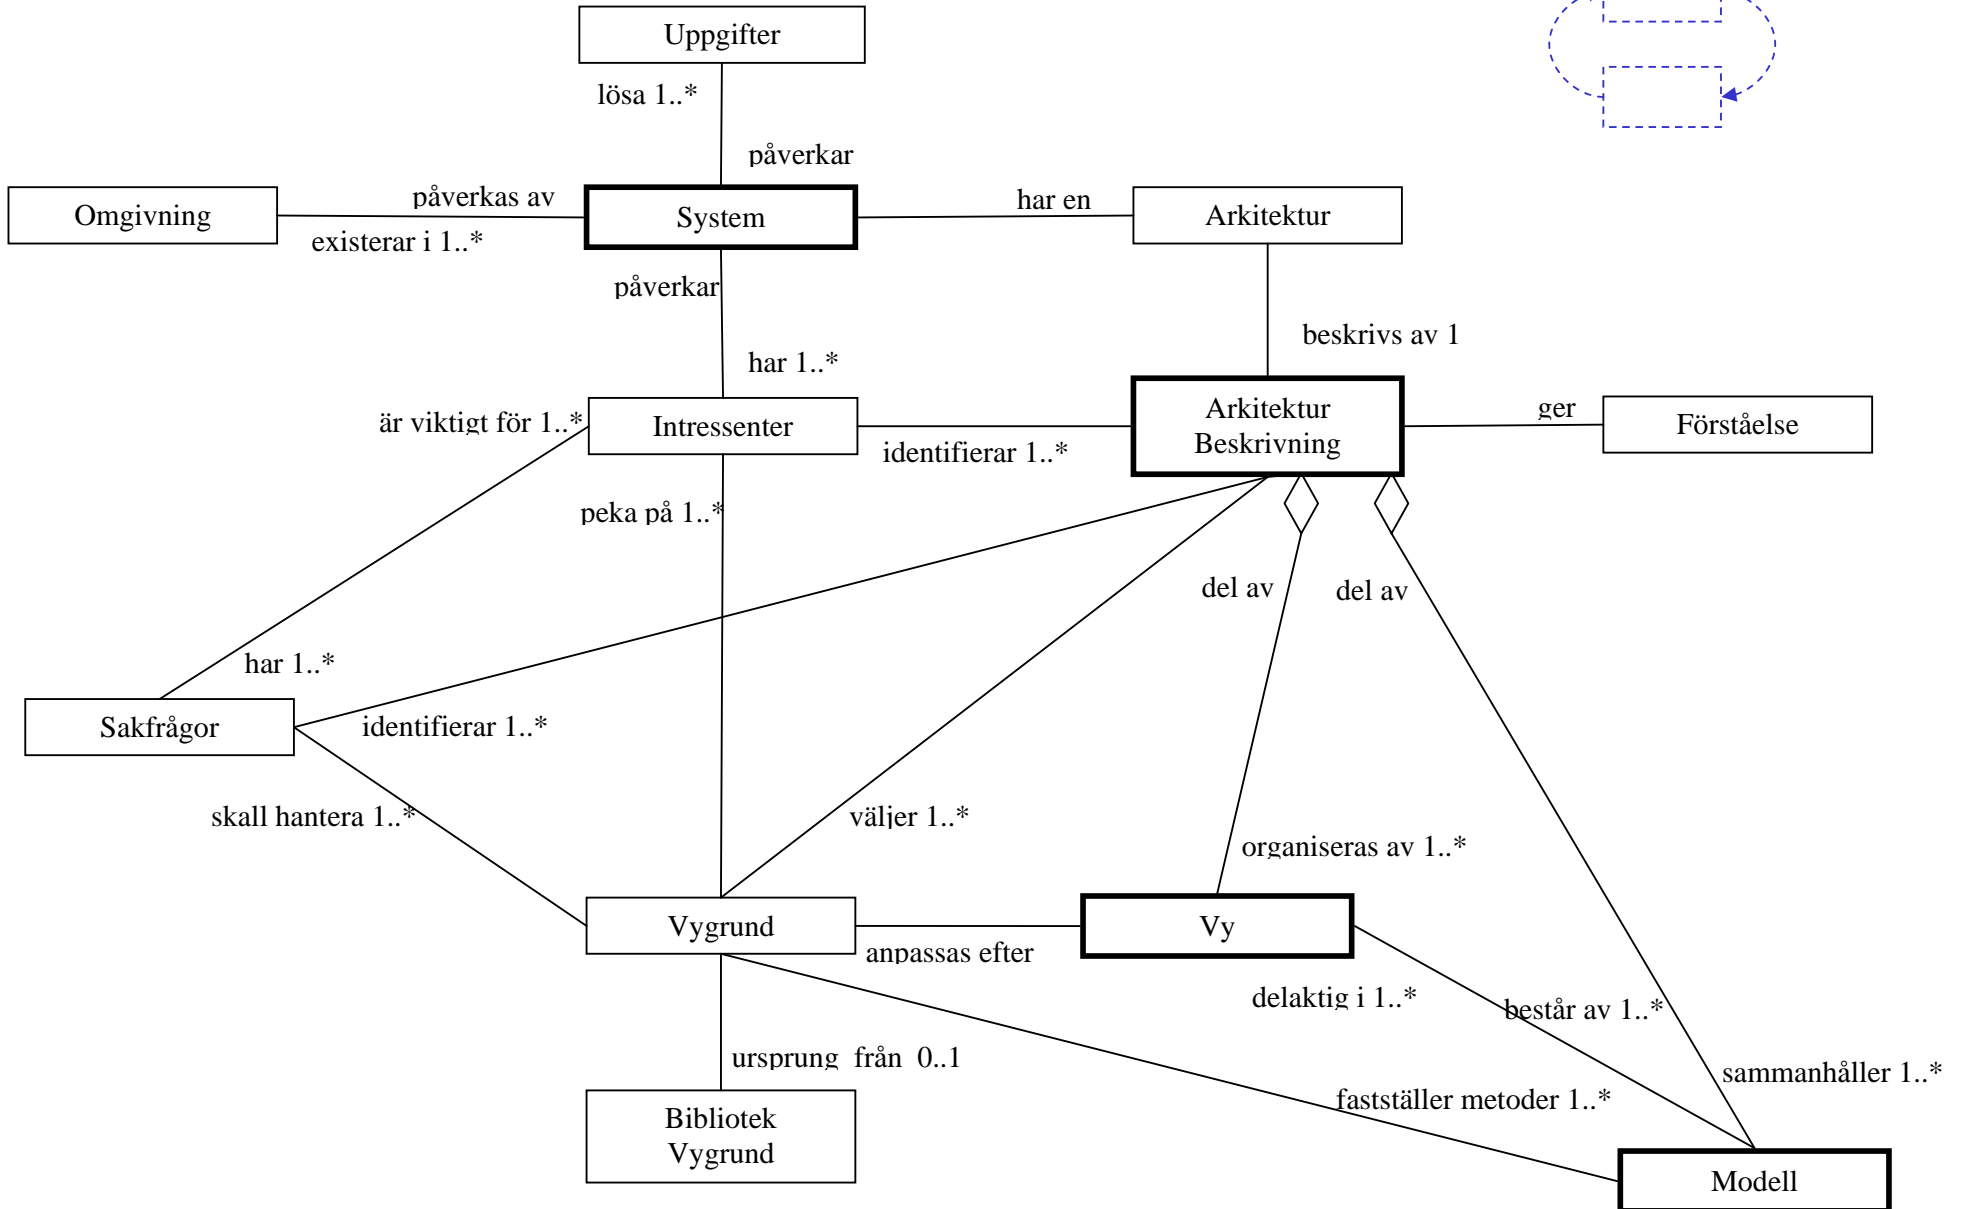 Uppgifter
lösa 1..*
påverkar
Omgivning
påverkas av
System
har en
Arkitektur
existerar i 1..*
påverkar
beskrivs av 1
har 1..*
är viktigt för 1..*
Intressenter
Arkitektur
Beskrivning
ger
Förståelse
identifierar 1..*
peka på 1..*
del av
del av
har 1..*
Sakfrågor
identifierar 1..*
skall hantera 1..*
väljer 1..*
organiseras av 1..*
Vygrund
anpassas efter
Vy
delaktig i 1..*
består av 1..*
ursprung från 0..1
sammanhåller 1..*
fastställer metoder 1..*
Bibliotek
Vygrund
Modell